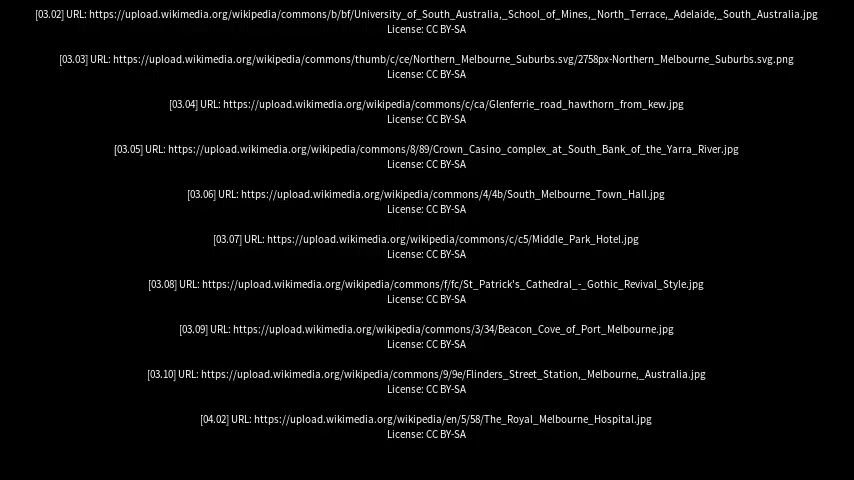 [03.02] URL: https://upload.wikimedia.org/wikipedia/commons/b/bf/University_of_South_Australia,_School_of_Mines,_North_Terrace,_Adelaide,_South_Australia.jpg
License: CC BY-SA
[03.03] URL: https://upload.wikimedia.org/wikipedia/commons/thumb/c/ce/Northern_Melbourne_Suburbs.svg/2758px-Northern_Melbourne_Suburbs.svg.png
License: CC BY-SA
[03.04] URL: https://upload.wikimedia.org/wikipedia/commons/c/ca/Glenferrie_road_hawthorn_from_kew.jpg
License: CC BY-SA
[03.05] URL: https://upload.wikimedia.org/wikipedia/commons/8/89/Crown_Casino_complex_at_South_Bank_of_the_Yarra_River.jpg
License: CC BY-SA
[03.06] URL: https://upload.wikimedia.org/wikipedia/commons/4/4b/South_Melbourne_Town_Hall.jpg
License: CC BY-SA
[03.07] URL: https://upload.wikimedia.org/wikipedia/commons/c/c5/Middle_Park_Hotel.jpg
License: CC BY-SA
[03.08] URL: https://upload.wikimedia.org/wikipedia/commons/f/fc/St_Patrick's_Cathedral_-_Gothic_Revival_Style.jpg
License: CC BY-SA
[03.09] URL: https://upload.wikimedia.org/wikipedia/commons/3/34/Beacon_Cove_of_Port_Melbourne.jpg
License: CC BY-SA
[03.10] URL: https://upload.wikimedia.org/wikipedia/commons/9/9e/Flinders_Street_Station,_Melbourne,_Australia.jpg
License: CC BY-SA
[04.02] URL: https://upload.wikimedia.org/wikipedia/en/5/58/The_Royal_Melbourne_Hospital.jpg
License: CC BY-SA